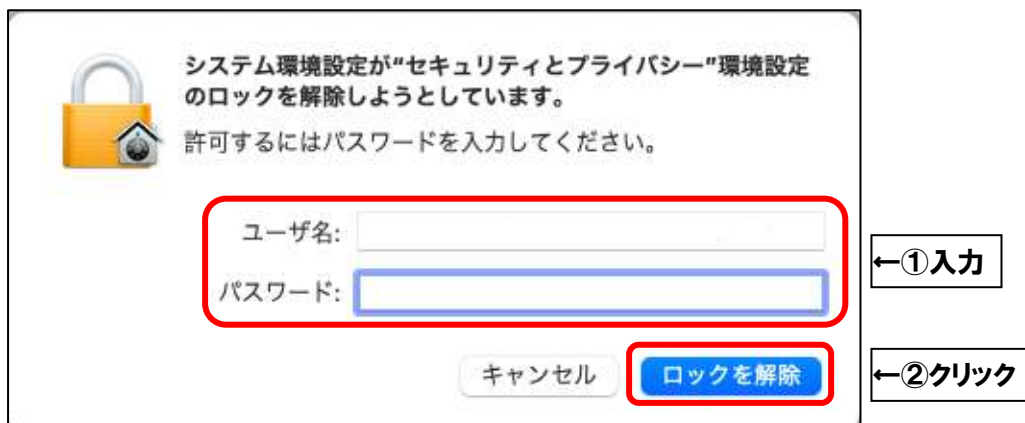 システム環境設定が“セキュリティとプライバシー”環境設定
のロックを解除しようとしています。
許可するにはパスワードを入力してください。
ユーザ名:
←①入力
パスワード:
キャンセル
ロックを解除
←②クリック